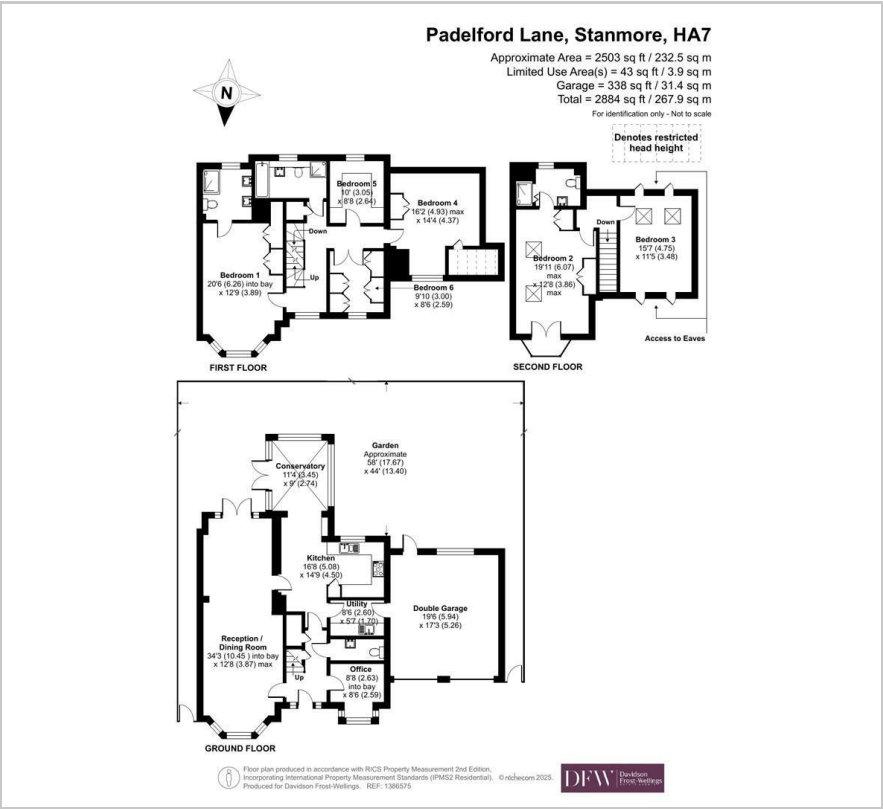 Padelford Lane, Stanmore, HA7
Approximate Area = 2503 sq ft / 232.5 sq m
Limited Use Area(s) = 43 sq ft / 3.9 sq m
Garage = 338 sq ft / 31.4 sq m
Total = 2884 sq ft / 267.9 sq m
For identification only - Not to scale
N
Denotes restricted
head height
Bedroom 5
10' (3.05)
x 8'8 (2.64)
Bedroom 4
16'2 (4.93) max
x 14'4 (4.37)
Down
Up
Bedroom 1
20'6 (6.26) into bay
x 12'9 (3.89)
Bedroom 6
9'10 (3.00)
x 8'6 (2.59)
FIRST FLOOR
Down
Bedroom 2
19'11 (6.07)
max
x 12'8 (3.86)
max
Bedroom 3
15'7 (4.75)
x 11'5 (3.48)
Access to Eaves
SECOND FLOOR
Garden
Approximate
58' (17.67)
x 44' (13.40)
Conservatory
11'4 (3.45)
x 9' (2.74)
Kitchen
16'8 (5.08)
x 14'9 (4.50)
Utility
8'6 (2.60)
x 5'7 (1.70)
Double Garage
19'6 (5.94)
x 17'3 (5.26)
Reception /
Dining Room
34'3 (10.45 ) into bay
x 12'8 (3.87) max
Up
Office
8'8 (2.63)
into bay
x 8'6 (2.59)
GROUND FLOOR
Floor plan produced in accordance with RICS Property Measurement 2nd Edition,
Incorporating International Property Measurement Standards (IPMS2 Residential). © nichecom 2025.
Produced for Davidson Frost-Wellings. REF: 1386575
DFW
Davidson
Frost-Wellings